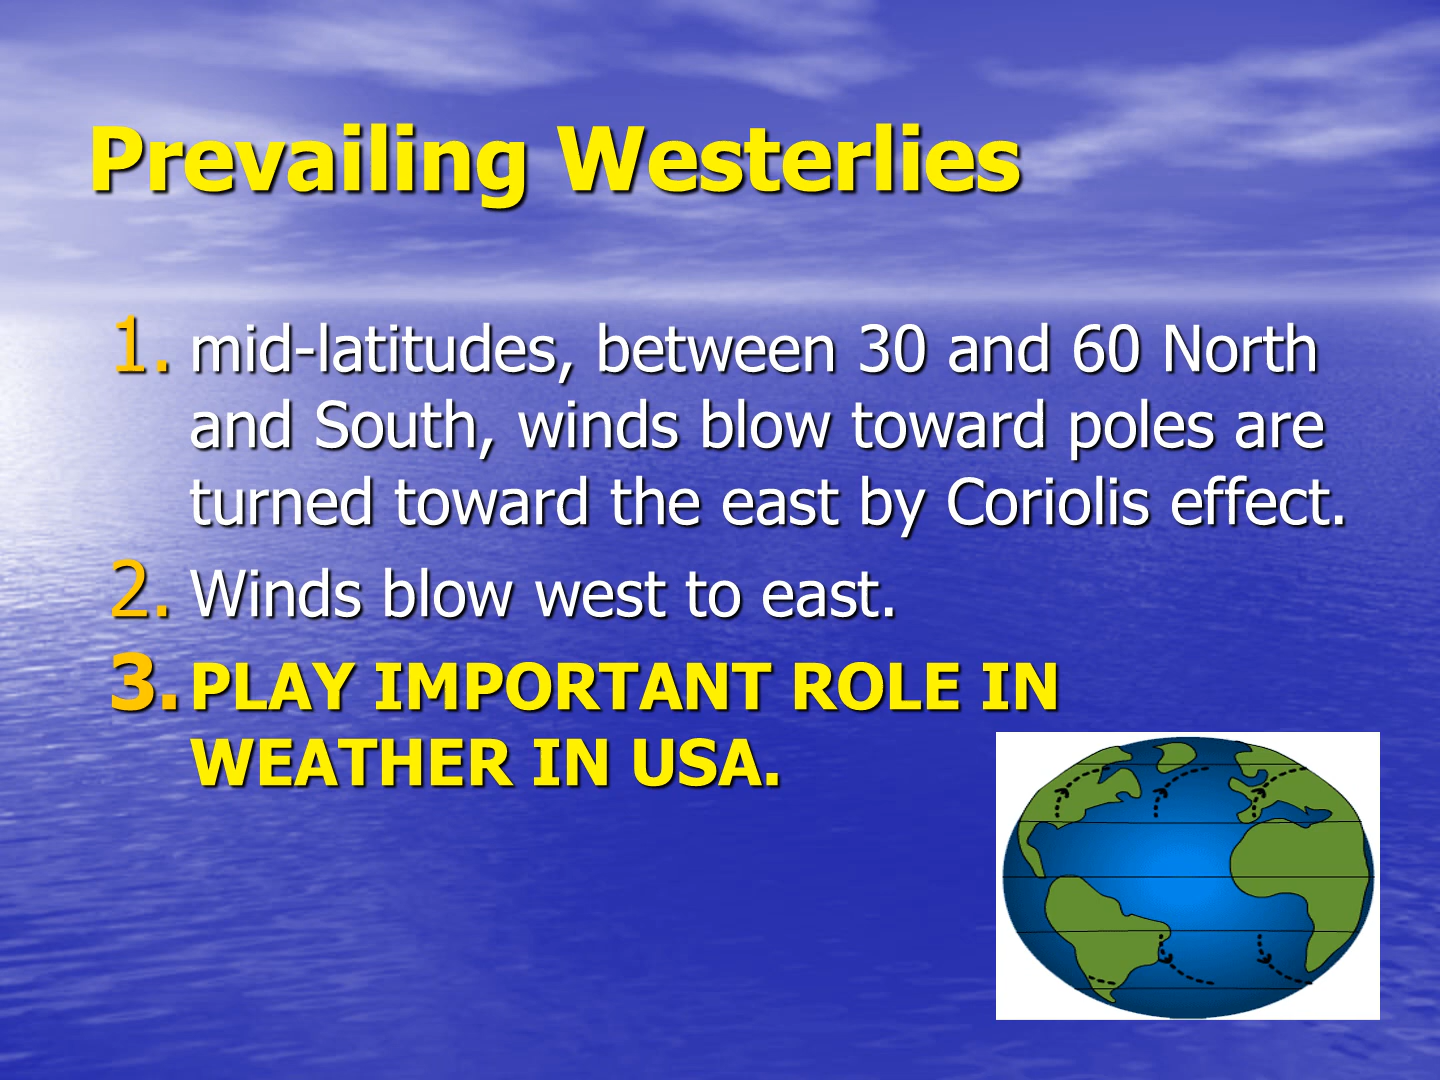 Prevailing Westerlies
1. mid-latitudes, between 30 and 60 North
and South, winds blow toward poles are
turned toward the east by Coriolis effect.
2. Winds blow west to east.
3. PLAY IMPORTANT ROLE IN
WEATHER IN USA.